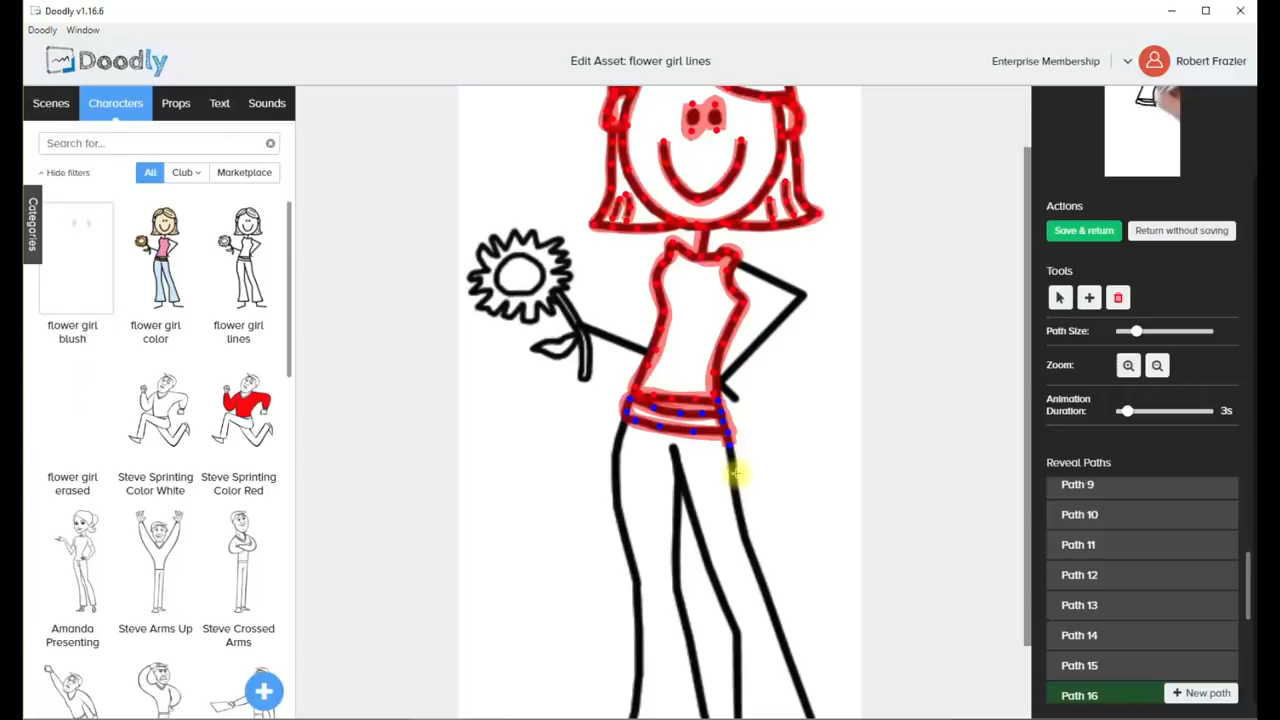 Doodly v1.16.6
Doodly Window
Doodly
Edit Asset: flower girl lines
Enterprise Membership
Robert Frazier
Scenes Characters Props Text Sounds
Search for...
Hide filters All Club Marketplace
Categories
flower girl blush
flower girl color
flower girl lines
flower girl erased
Steve Sprinting Color White
Steve Sprinting Color Red
Amanda Presenting
Steve Arms Up
Steve Crossed Arms
Actions
Save & return Return without saving
Tools
Path Size:
Zoom:
Animation Duration: 3s
Reveal Paths
Path 9
Path 10
Path 11
Path 12
Path 13
Path 14
Path 15
Path 16
+ New path